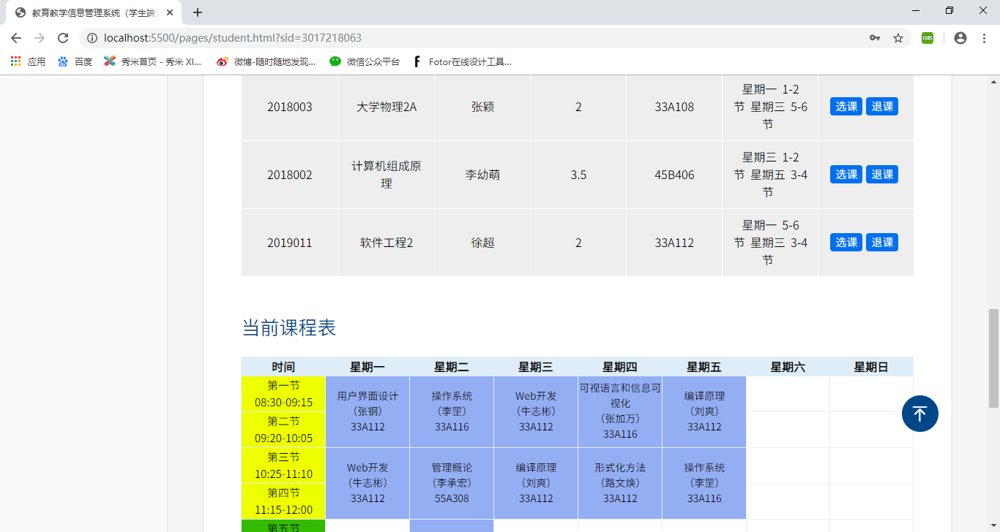 教育教学信息管理系统（学生端）
localhost:5500/pages/student.html?sid=3017218063
CORS
应用 百度 秀米首页 - 秀米 XI... 微博-随时随地发现... 微信公众平台 Fotor在线设计工具...
2018003 大学物理2A 张颖 2 33A108 星期一 1-2
节 星期三 5-6
节 选课 退课
2018002 计算机组成原
理 李幼萌 3.5 45B406 星期三 1-2
节 星期五 3-4
节 选课 退课
2019011 软件工程2 徐超 2 33A112 星期一 5-6
节 星期三 3-4
节 选课 退课
当前课程表
时间 星期一 星期二 星期三 星期四 星期五 星期六 星期日
第一节
08:30-09:15
第二节
09:20-10:05
用户界面设计
（张钢）
33A112
操作系统
（李罡）
33A116
Web开发
（牛志彬）
33A112
可视语言和信息可
视化
（张加万）
33A116
编译原理
（刘爽）
33A112
第三节
10:25-11:10
第四节
11:15-12:00
Web开发
（牛志彬）
33A112
管理概论
（李承宏）
55A308
编译原理
（刘爽）
33A112
形式化方法
（路文焕）
33A112
操作系统
（李罡）
33A116
第五节